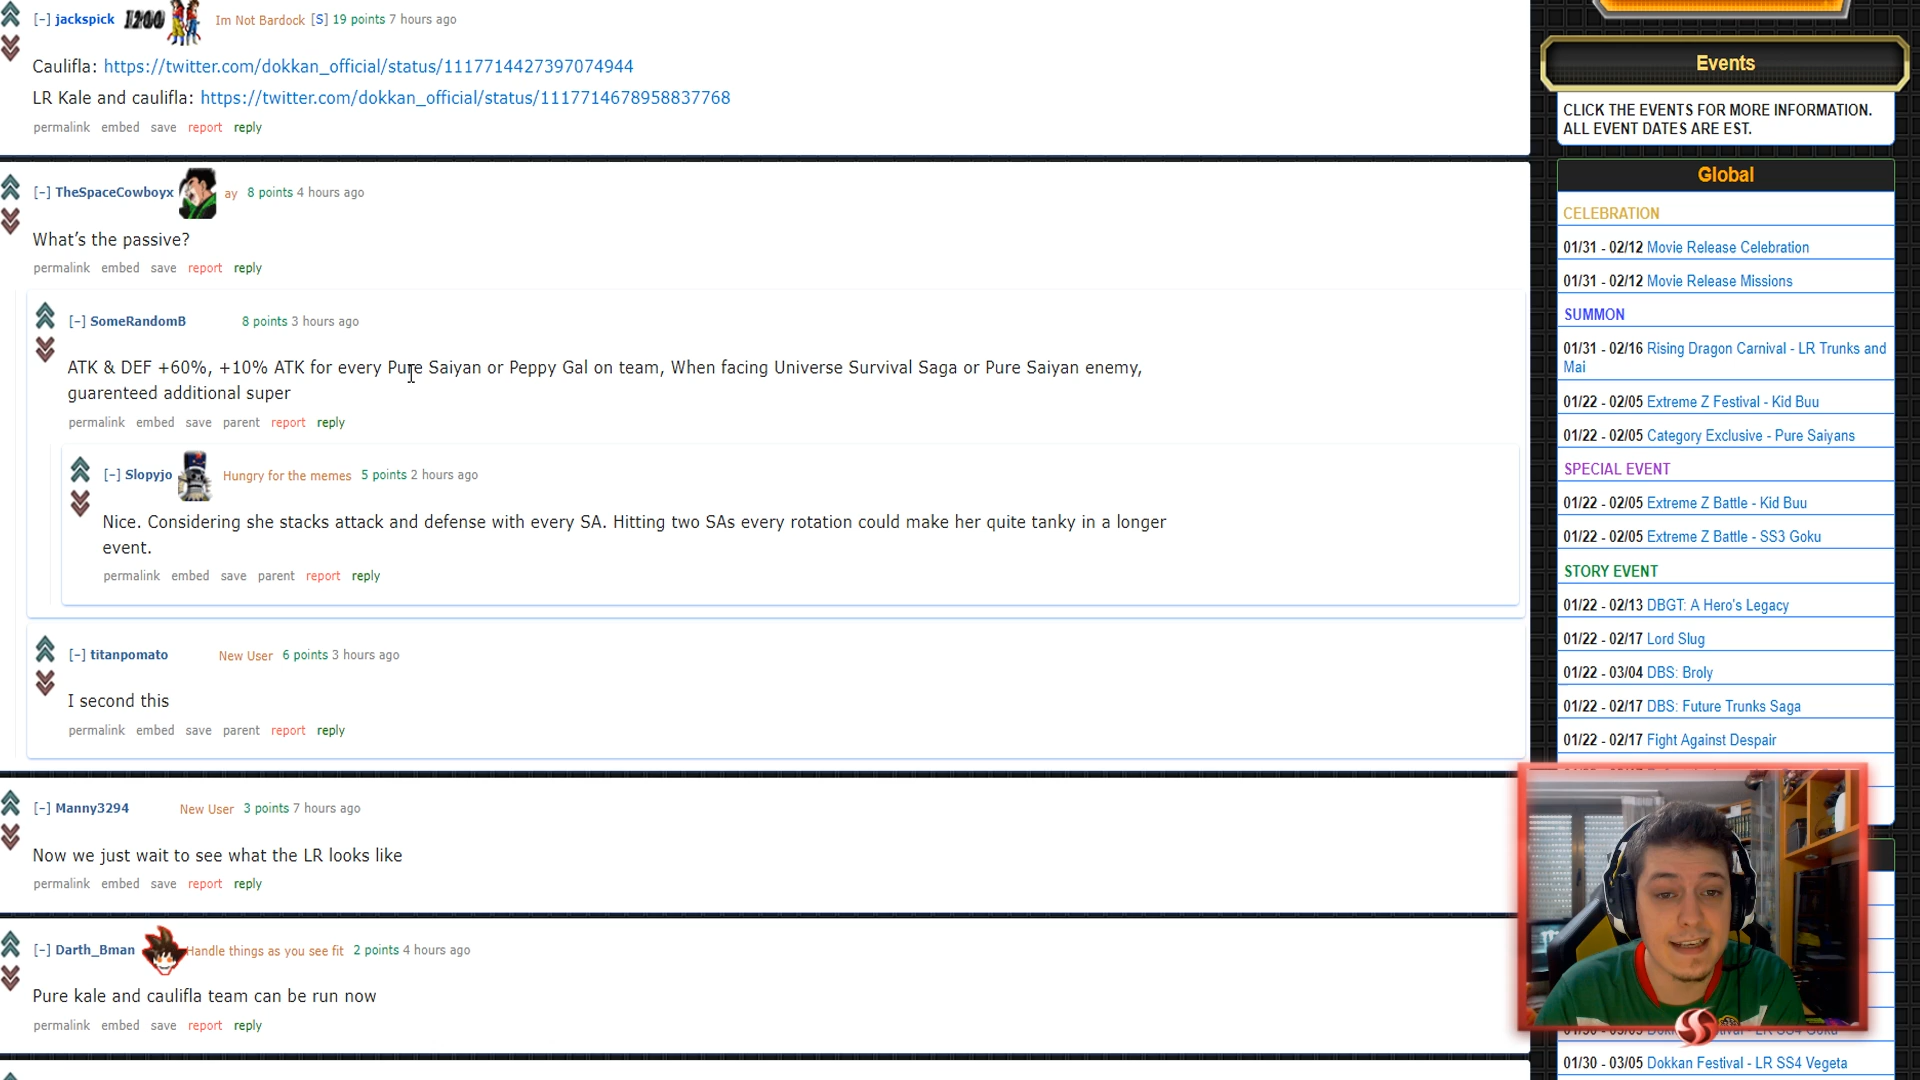 [-] jackspick 1200 Im Not Bardock [S] 19 points 7 hours ago
Caulifla: https://twitter.com/dokkan_official/status/1117714427397074944
LR Kale and caulifla: https://twitter.com/dokkan_official/status/1117714678958837768
permalink embed save report reply
[-] TheSpaceCowboyx ay 8 points 4 hours ago
What's the passive?
permalink embed save report reply
[-] SomeRandomB 8 points 3 hours ago
ATK & DEF +60%, +10% ATK for every Pure Saiyan or Peppy Gal on team, When facing Universe Survival Saga or Pure Saiyan enemy,
guarenteed additional super
permalink embed save parent report reply
[-] Slopyjo Hungry for the memes 5 points 2 hours ago
Nice. Considering she stacks attack and defense with every SA. Hitting two SAs every rotation could make her quite tanky in a longer
event.
permalink embed save parent report reply
[-] titanpomato New User 6 points 3 hours ago
I second this
permalink embed save parent report reply
[-] Manny3294 New User 3 points 7 hours ago
Now we just wait to see what the LR looks like
permalink embed save report reply
[-] Darth_Bman Handle things as you see fit 2 points 4 hours ago
Pure kale and caulifla team can be run now
permalink embed save report reply
Events
CLICK THE EVENTS FOR MORE INFORMATION.
ALL EVENT DATES ARE EST.
Global
CELEBRATION
01/31 - 02/12 Movie Release Celebration
01/31 - 02/12 Movie Release Missions
SUMMON
01/31 - 02/16 Rising Dragon Carnival - LR Trunks and
Mai
01/22 - 02/05 Extreme Z Festival - Kid Buu
01/22 - 02/05 Category Exclusive - Pure Saiyans
SPECIAL EVENT
01/22 - 02/05 Extreme Z Battle - Kid Buu
01/22 - 02/05 Extreme Z Battle - SS3 Goku
STORY EVENT
01/22 - 02/13 DBGT: A Hero's Legacy
01/22 - 02/17 Lord Slug
01/22 - 03/04 DBS: Broly
01/22 - 02/17 DBS: Future Trunks Saga
01/22 - 02/17 Fight Against Despair
01/30 - 03/05 Dokkan Festival - LR SS4 Goku
01/30 - 03/05 Dokkan Festival - LR SS4 Vegeta